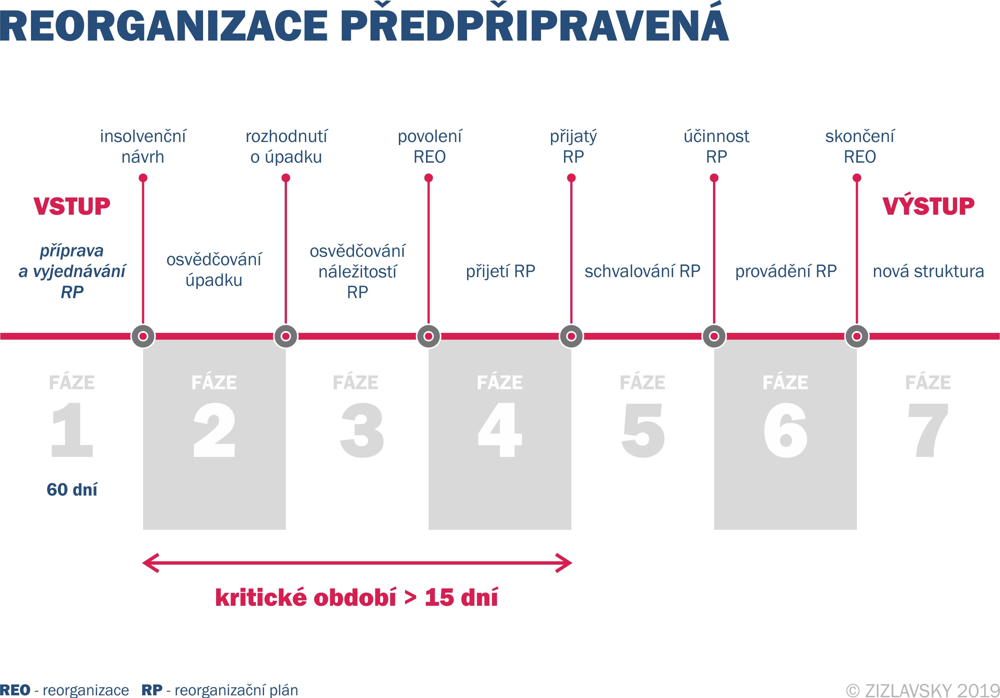 REORGANIZACE PŘEDPŘIPRAVENÁ
insolvenční
návrh
rozhodnutí
o úpadku
povolení
REO
přijatý
RP
účinnost
RP
skončení
REO
VSTUP
VÝSTUP
příprava
a vyjednávání
RP
osvědčování
úpadku
osvědčování
náležitostí
RP
přijetí RP
schvalování RP
provádění RP
nová struktura
FÁZE
1
FÁZE
2
FÁZE
3
FÁZE
4
FÁZE
5
FÁZE
6
FÁZE
7
60 dní
kritické období > 15 dní
REO - reorganizace RP - reorganizační plán
© ZIZLAVSKY 2019